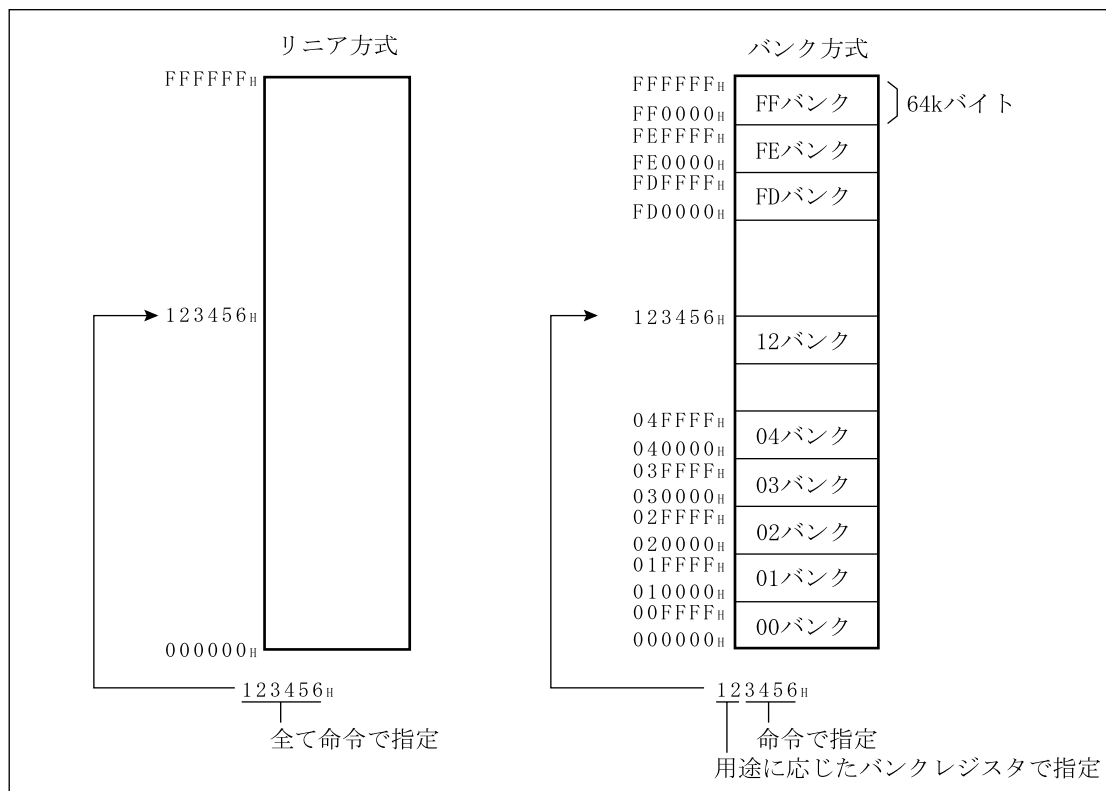 リニア方式
FFFFFFH
123456H
000000H
123456H
全て命令で指定
バンク方式
FFFFFFH
FFバンク
64kバイト
FF0000H
FEFFFFH
FEバンク
FE0000H
FDFFFFH
FDバンク
FD0000H
123456H
12バンク
04FFFFH
04バンク
040000H
03FFFFH
03バンク
030000H
02FFFFH
02バンク
020000H
01FFFFH
01バンク
010000H
00FFFFH
00バンク
000000H
123456H
命令で指定
用途に応じたバンクレジスタで指定